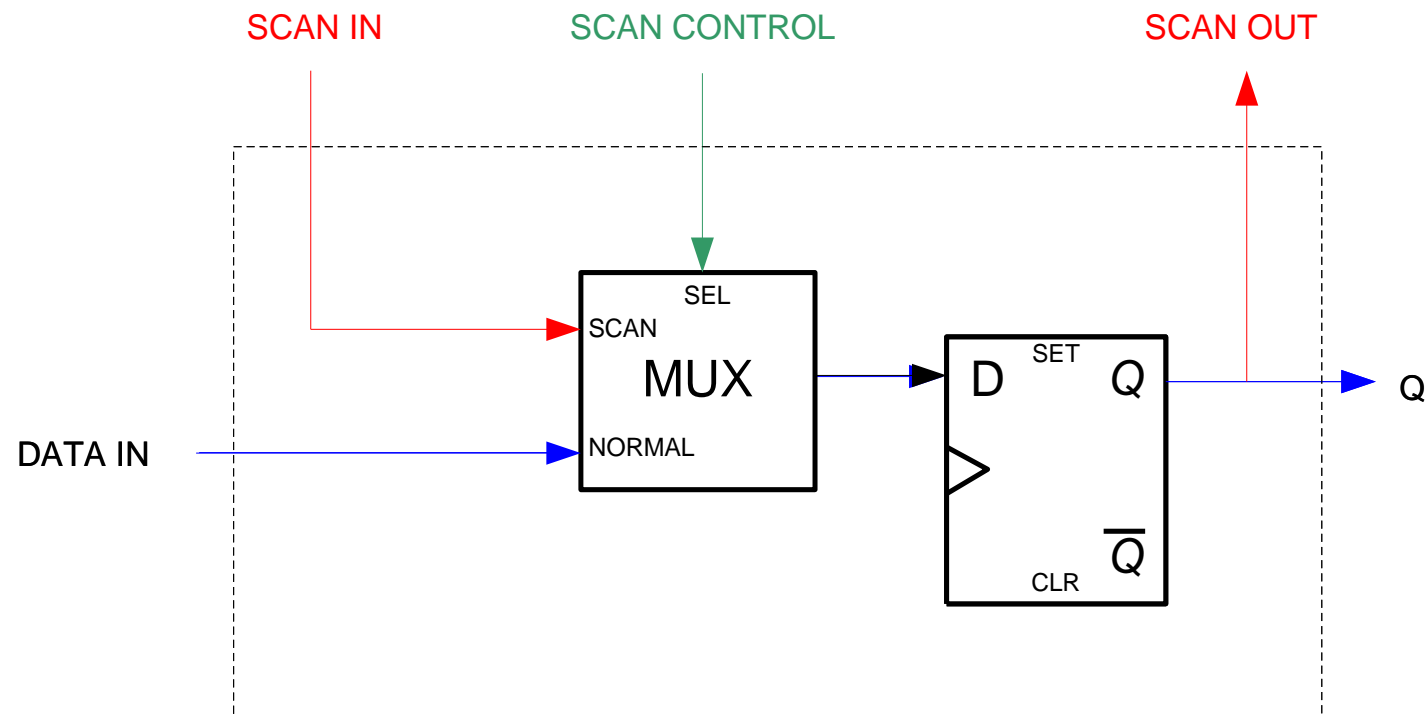 SCAN IN
SCAN CONTROL
SCAN OUT
SEL
SCAN
MUX
NORMAL
DATA IN
SET
D
Q
Q
Q
CLR